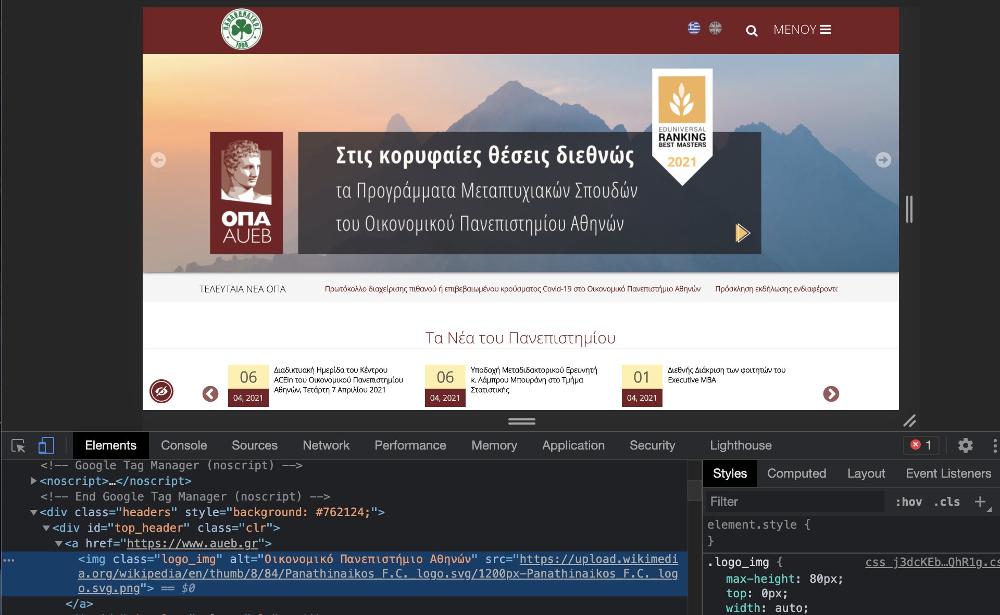 ΠΑΝΑΘΗΝΑΪΚΟΣ
1908
ΜΕΝΟΥ
EDUNIVERSAL
RANKING
BEST MASTERS
2021
ΟΠΑ
AUEB
Στις κορυφαίες θέσεις διεθνώς
τα Προγράμματα Μεταπτυχιακών Σπουδών
του Οικονομικού Πανεπιστημίου Αθηνών
ΤΕΛΕΥΤΑΙΑ ΝΕΑ ΟΠΑ
Πρωτόκολλο διαχείρισης πιθανού ή επιβεβαιωμένου κρούσματος Covid-19 στο Οικονομικό Πανεπιστήμιο Αθηνών
Πρόσκληση εκδήλωσης
Τα Νέα του Πανεπιστημίου
06
04, 2021
Διαδικτυακή Ημερίδα του Κέντρου
ACEin του Οικονομικού Πανεπιστημίου
Αθηνών, Τετάρτη 7 Απριλίου 2021
06
04, 2021
Υποδοχή Μεταδιδακτορικού Ερευνητή
κ. Λάμπρου Μπουράνη στο Τμήμα
Στατιστικής
01
04, 2021
Διεθνής Διάκριση των φοιτητών του
Executive MBA
Elements Console Sources Network Performance Memory Application Security Lighthouse 1
<!-- Google Tag Manager (noscript) -->
<noscript>…</noscript>
<!-- End Google Tag Manager (noscript) -->
<div class="headers" style="background: #762124;">
<div id="top_header" class="clr">
<a href="https://www.aueb.gr">
<img class="logo_img" alt="Οικονομικό Πανεπιστήμιο Αθηνών" src="https://upload.wikimedi
a.org/wikipedia/en/thumb/8/84/Panathinaikos_F.C._logo.svg/1200px-Panathinaikos_F.C._log
o.svg.png"> == $0
</a>
Styles Computed Layout Event Listeners
Filter :hov .cls +
element.style {
}
.logo_img { css_j3dcKEb…QhR1g.cs
max-height: 80px;
top: 0px;
width: auto;